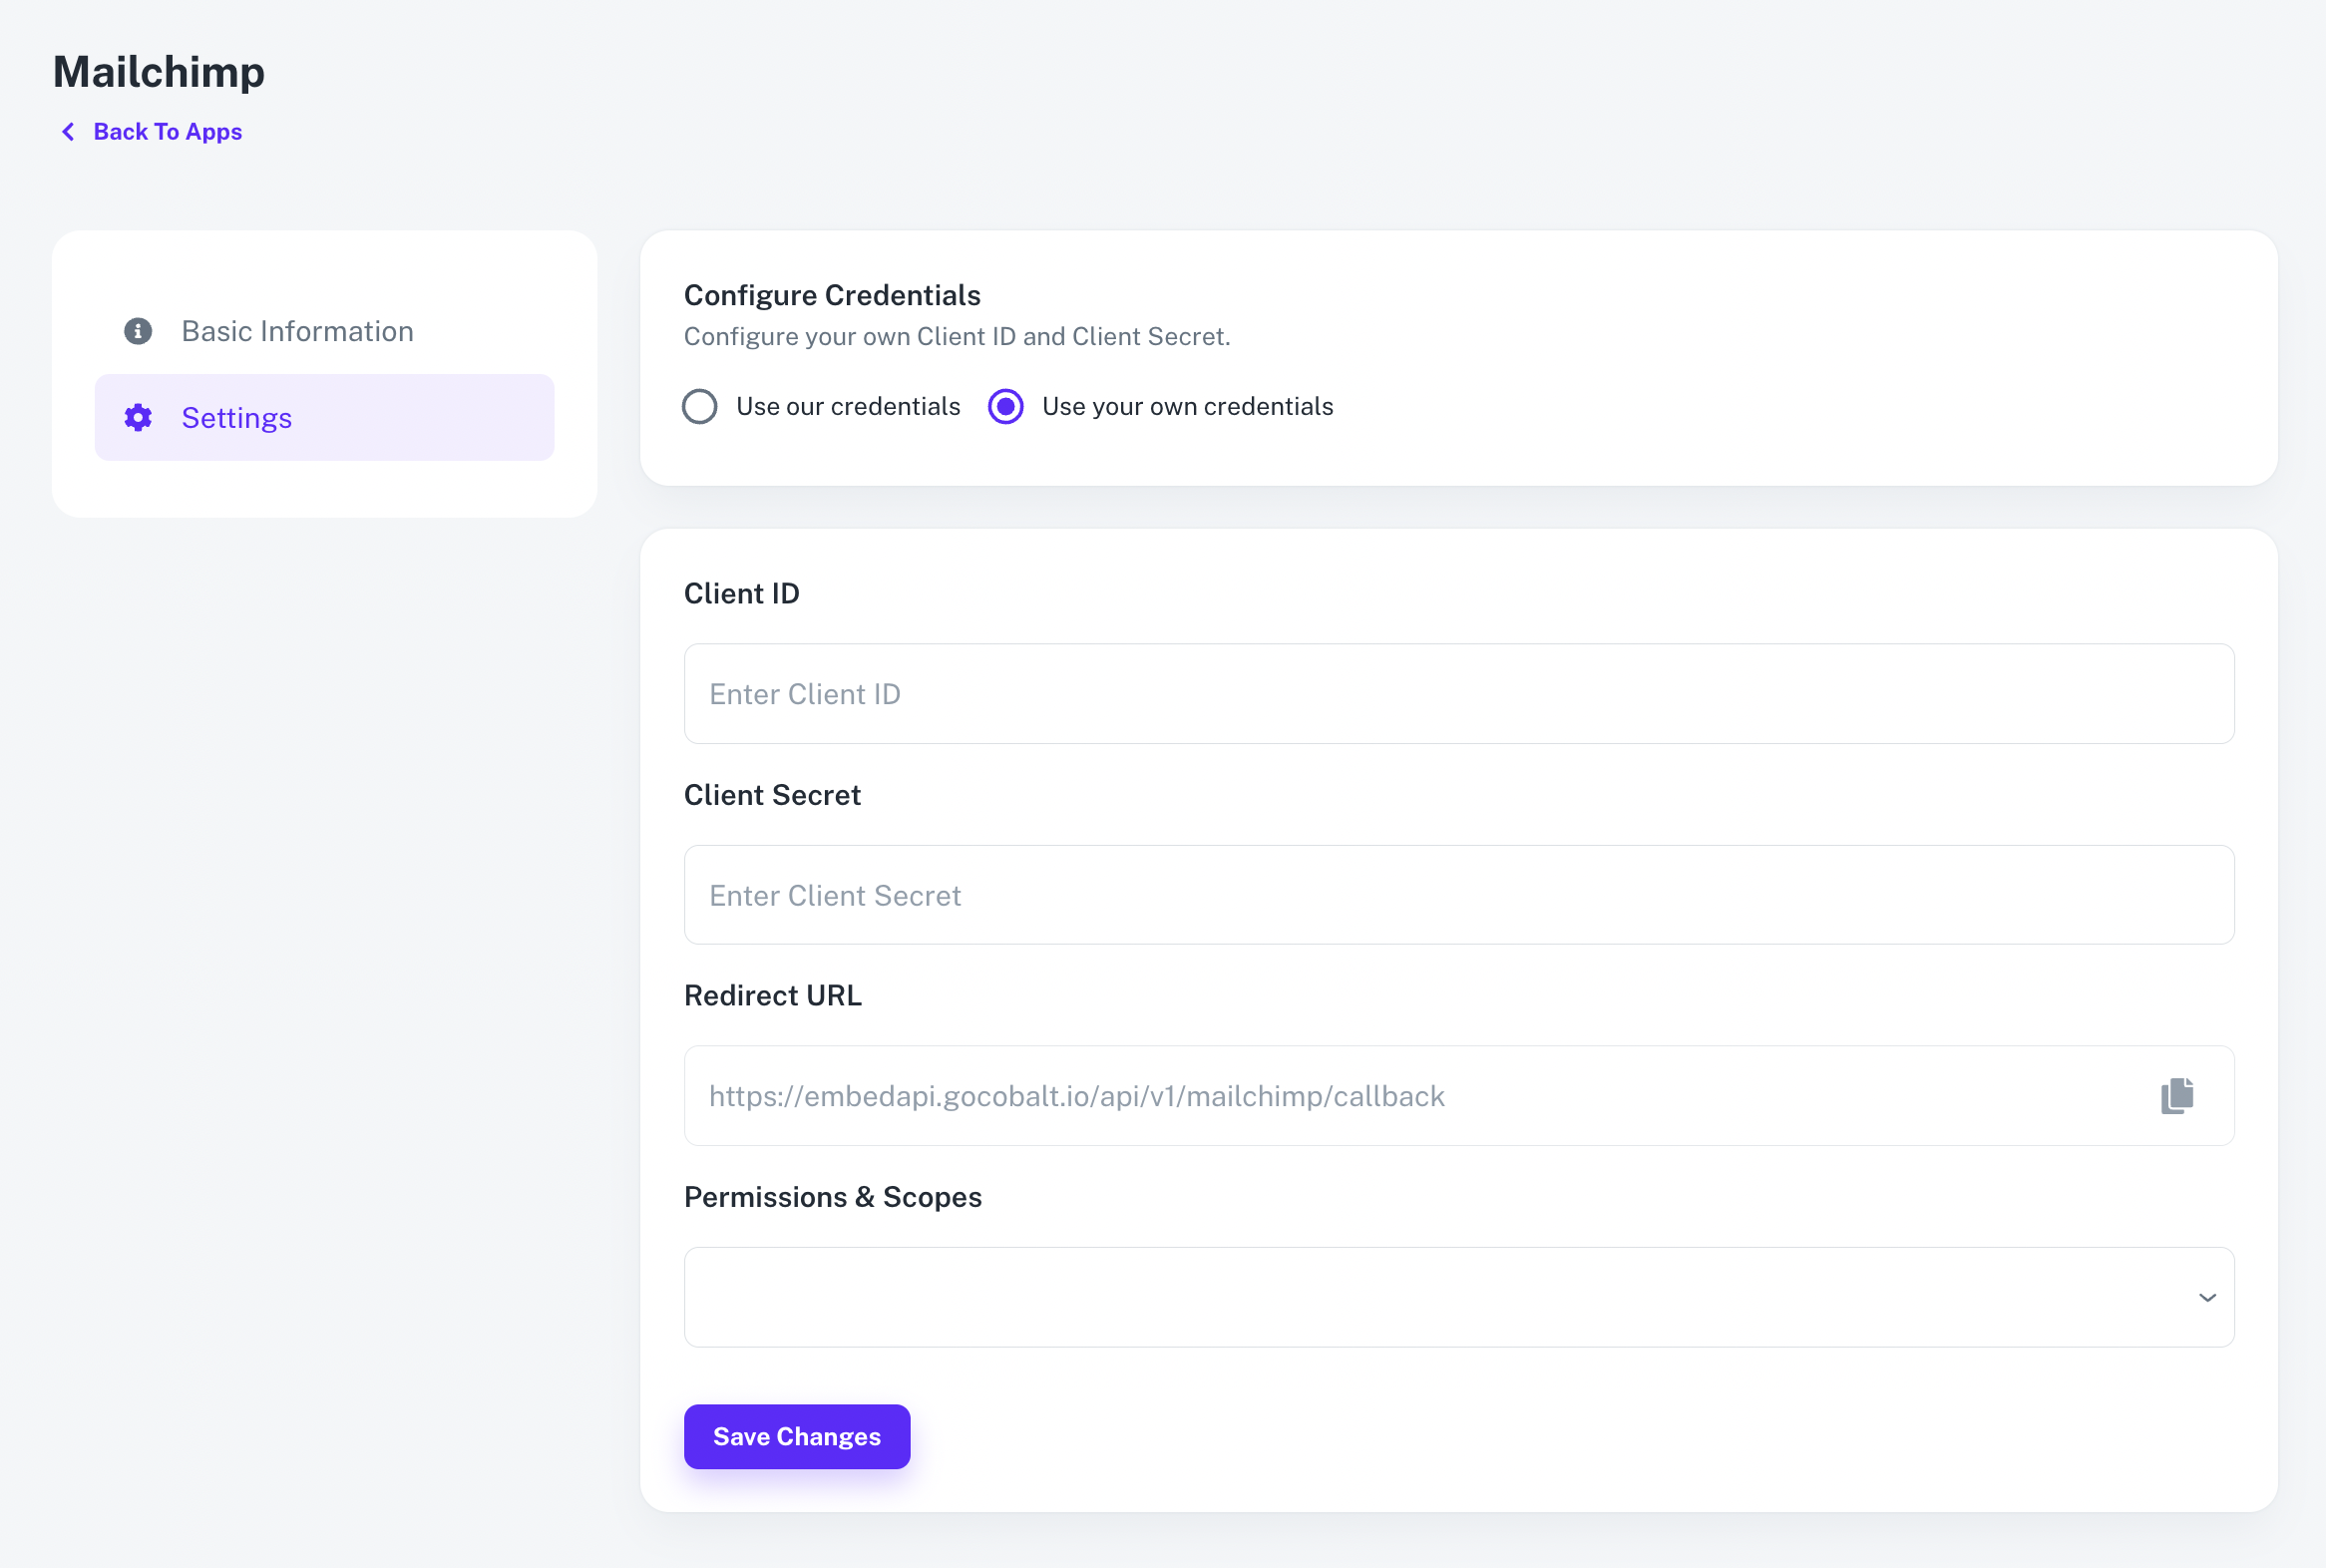 Mailchimp
Back To Apps
Basic Information
Settings
Configure Credentials
Configure your own Client ID and Client Secret.
Use our credentials Use your own credentials
Client ID
Enter Client ID
Client Secret
Enter Client Secret
Redirect URL
https://embedapi.gocobalt.io/api/v1/mailchimp/callback
Permissions & Scopes
Save Changes